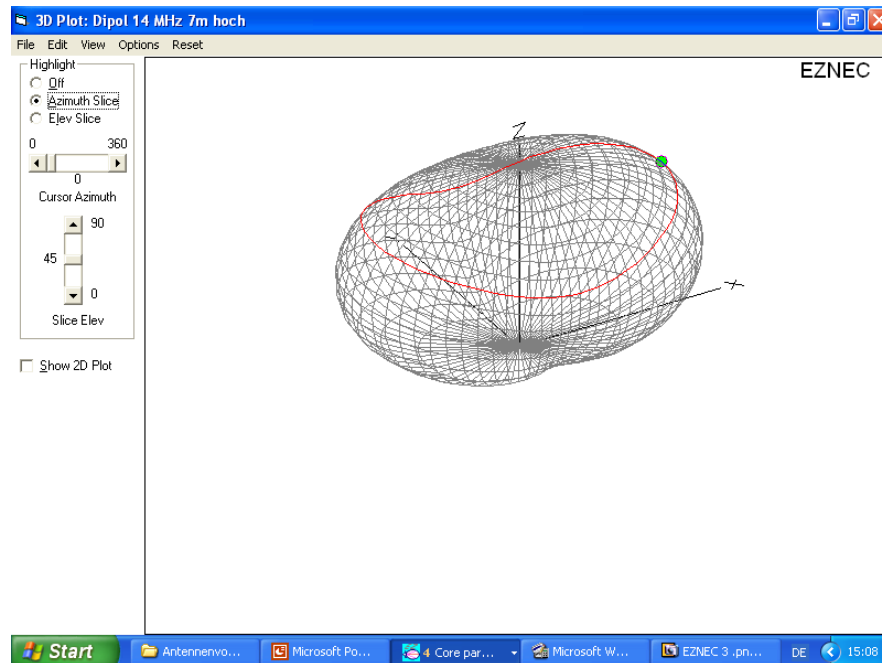 3D Plot: Dipol 14 MHz 7m hoch
File Edit View Options Reset
EZNEC
Highlight
Off
Azimuth Slice
Elev Slice
0 360
0
Cursor Azimuth
90
45
0
Slice Elev
Show 2D Plot
Z
Y
X
Start Antennenvo... Microsoft Po... 4 Core par... Microsoft W... EZNEC 3 .pn... DE 15:08